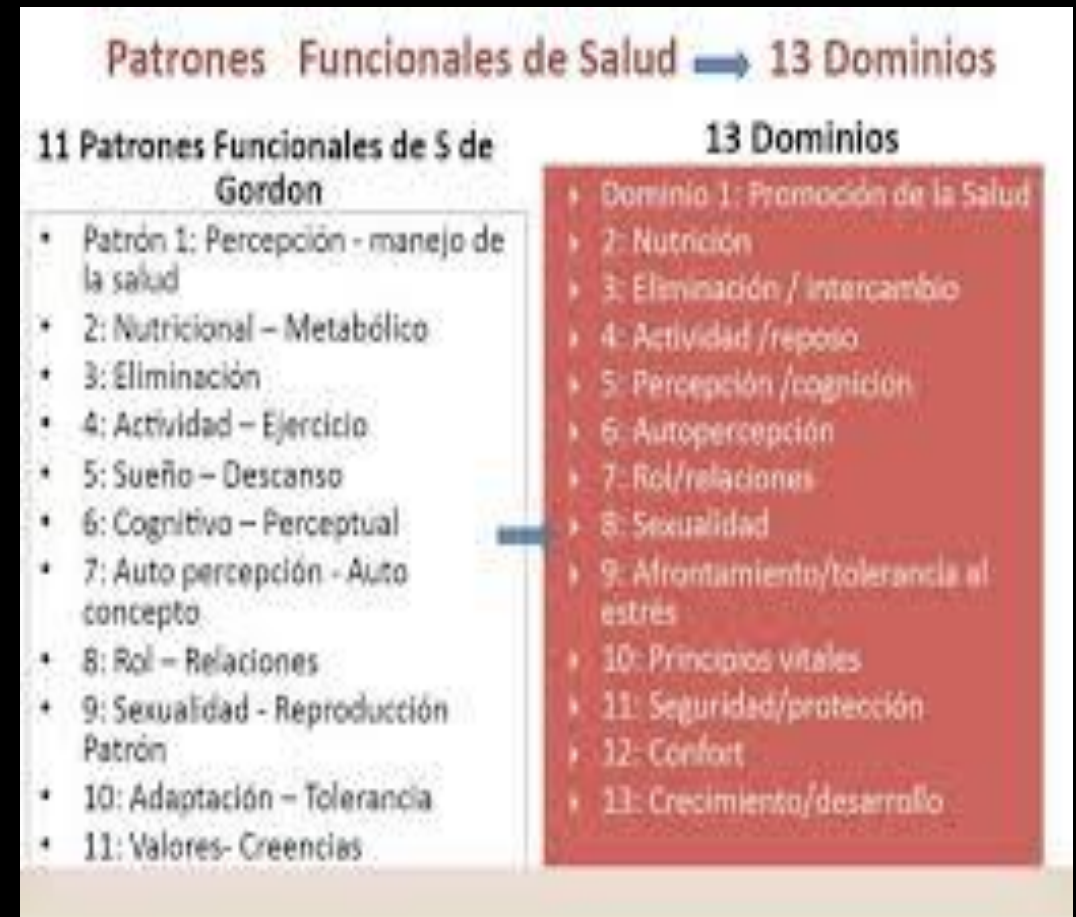 Patrones Funcionales de Salud 13 Dominios
11 Patrones Funcionales de S de
Gordon
Patrón 1: Percepción - manejo de
la salud
2: Nutricional – Metabólico
3: Eliminación
4: Actividad – Ejercicio
5: Sueño – Descanso
6: Cognitivo – Perceptual
7: Auto percepción - Auto
concepto
8: Rol – Relaciones
9: Sexualidad - Reproducción
Patrón
10: Adaptación – Tolerancia
11: Valores- Creencias
13 Dominios
Dominio 1: Promoción de la Salud
2: Nutrición
3: Eliminación / intercambio
4: Actividad /reposo
5: Percepción /cognición
6: Autopercepción
7: Rol/relaciones
8: Sexualidad
9: Afrontamiento/tolerancia al
estrés
10: Principios vitales
11: Seguridad/protección
12: Confort
13: Crecimiento/desarrollo